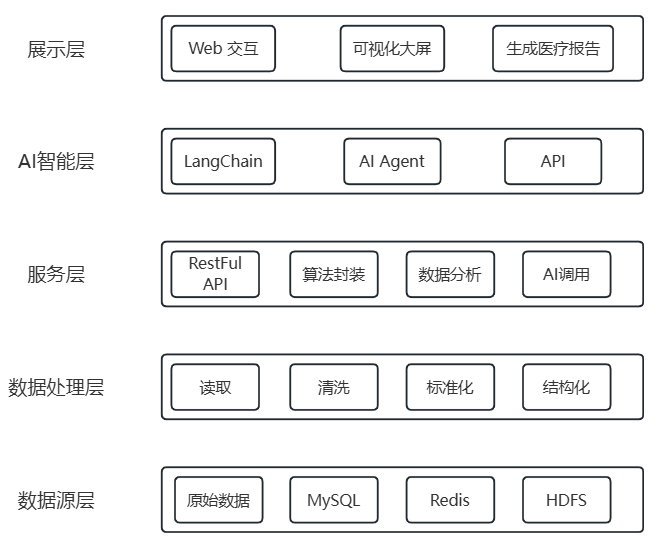 展示层
Web 交互
可视化大屏
生成医疗报告
AI智能层
LangChain
AI Agent
API
服务层
RestFul
API
算法封装
数据分析
AI调用
数据处理层
读取
清洗
标准化
结构化
数据源层
原始数据
MySQL
Redis
HDFS